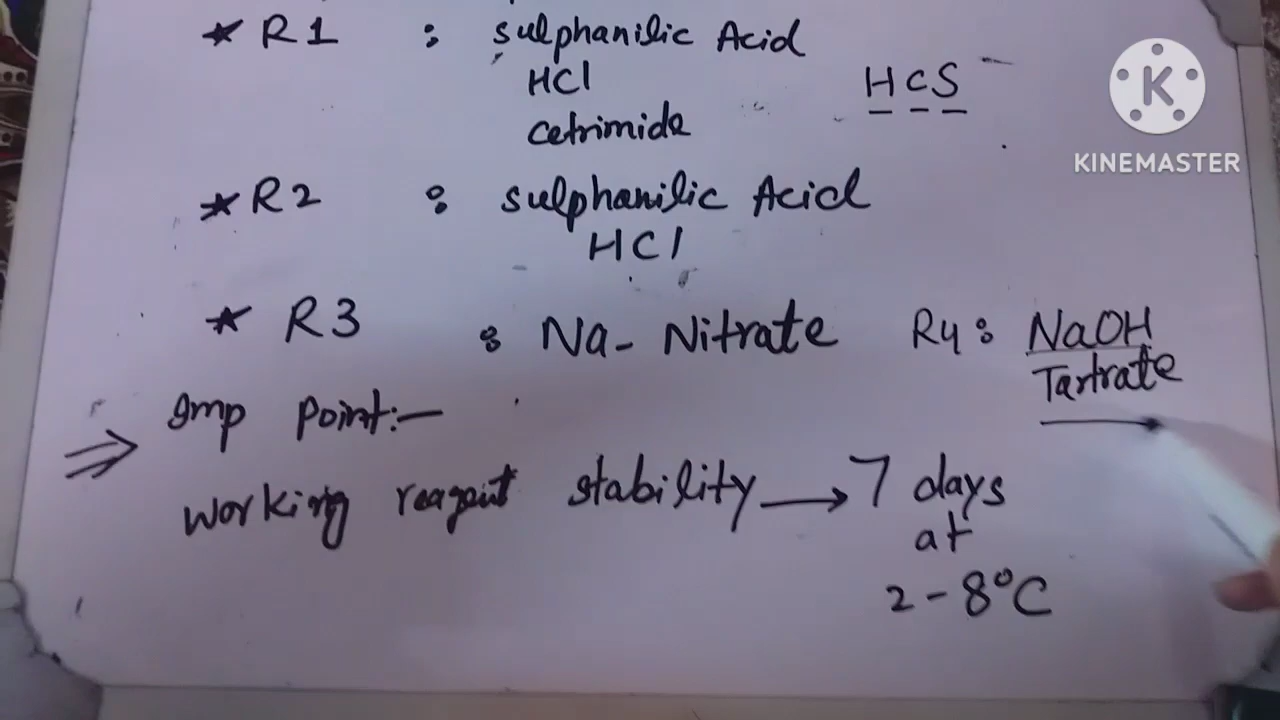 * R1 : sulphanilic Acid
HCl
cetrimide
HCS
KINEMASTER
* R2 : sulphanilic Acid
HCl
* R3 : Na- Nitrate R4 : NaOH
Tartrate
⇒ Imp point:-
working reagent stability → 7 days
at
2-8°C